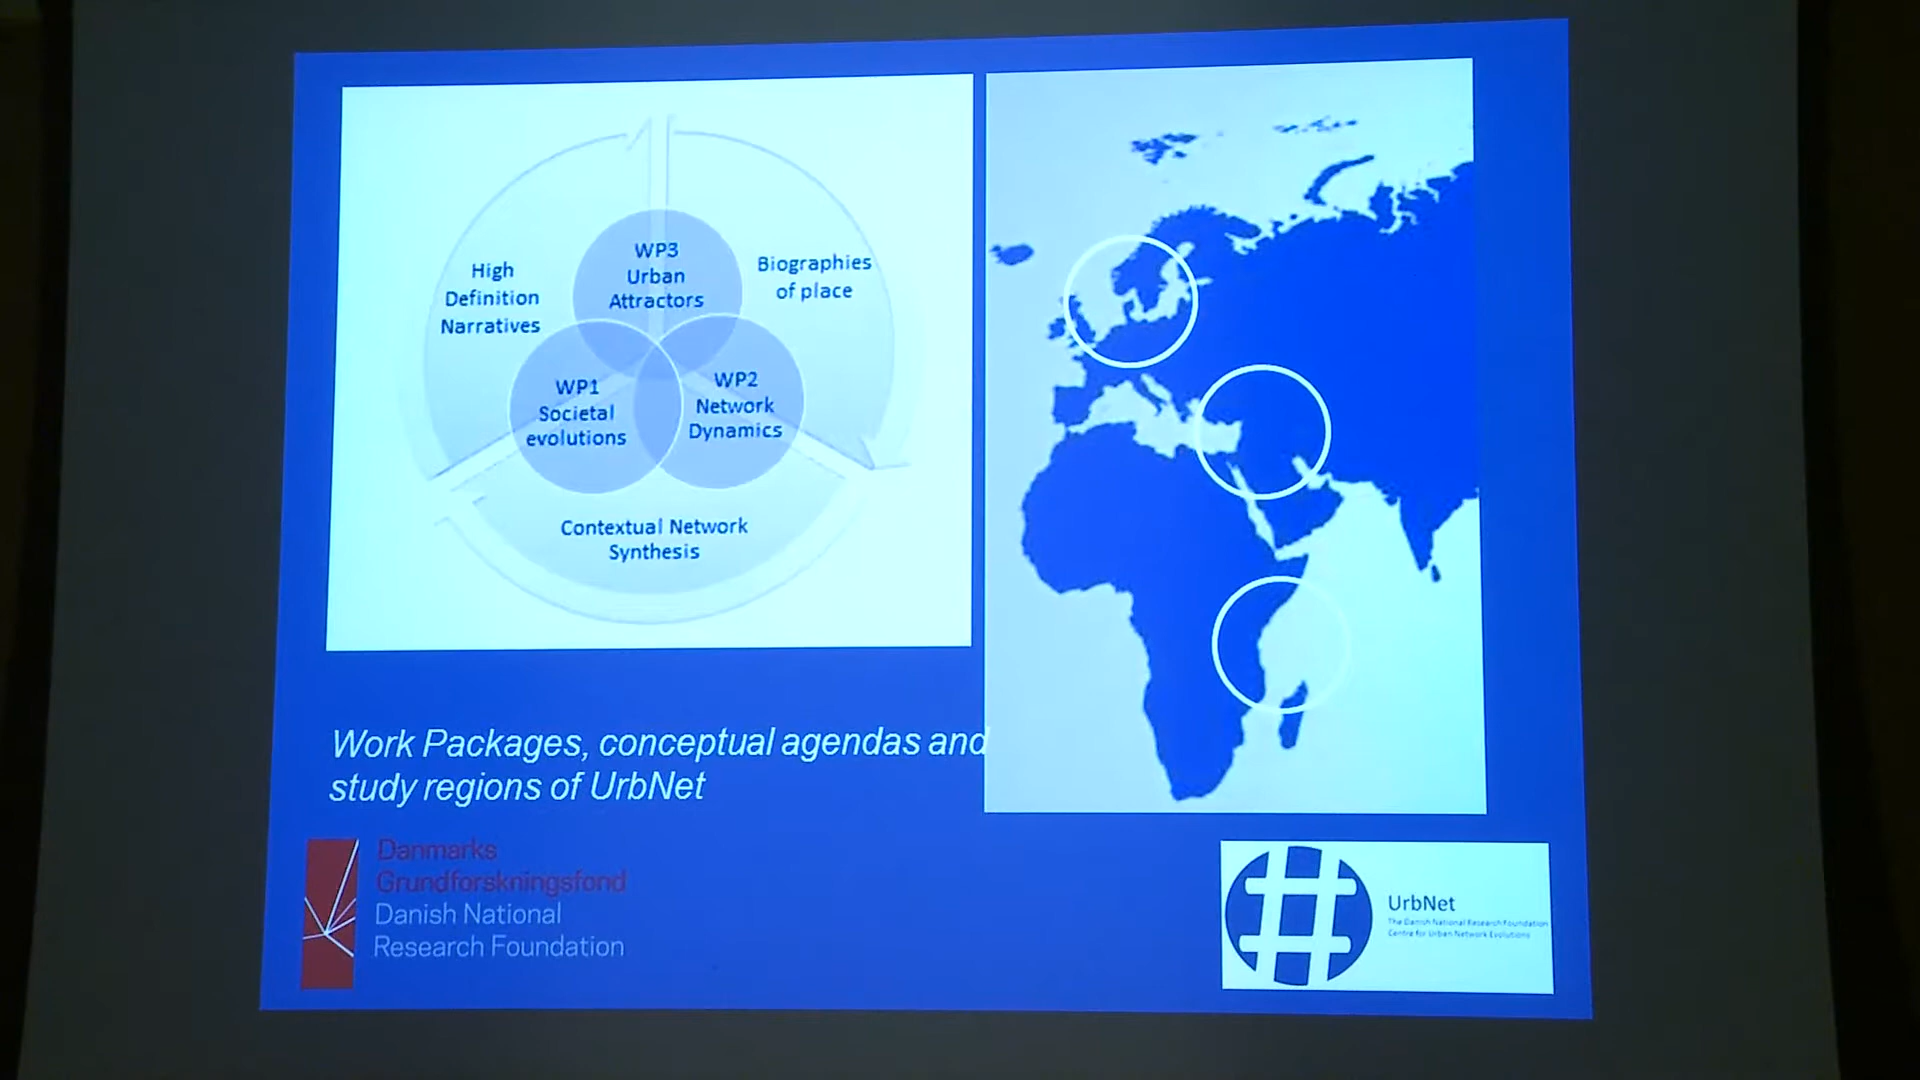 High
Definition
Narratives
WP3
Urban
Attractors
Biographies
of place
WP1
Societal
evolutions
WP2
Network
Dynamics
Contextual Network
Synthesis
Work Packages, conceptual agendas and
study regions of UrbNet
Danmarks
Grundforskningsfond
Danish National
Research Foundation
UrbNet
The Danish National Research Foundation
Centre for Urban Network Evolutions